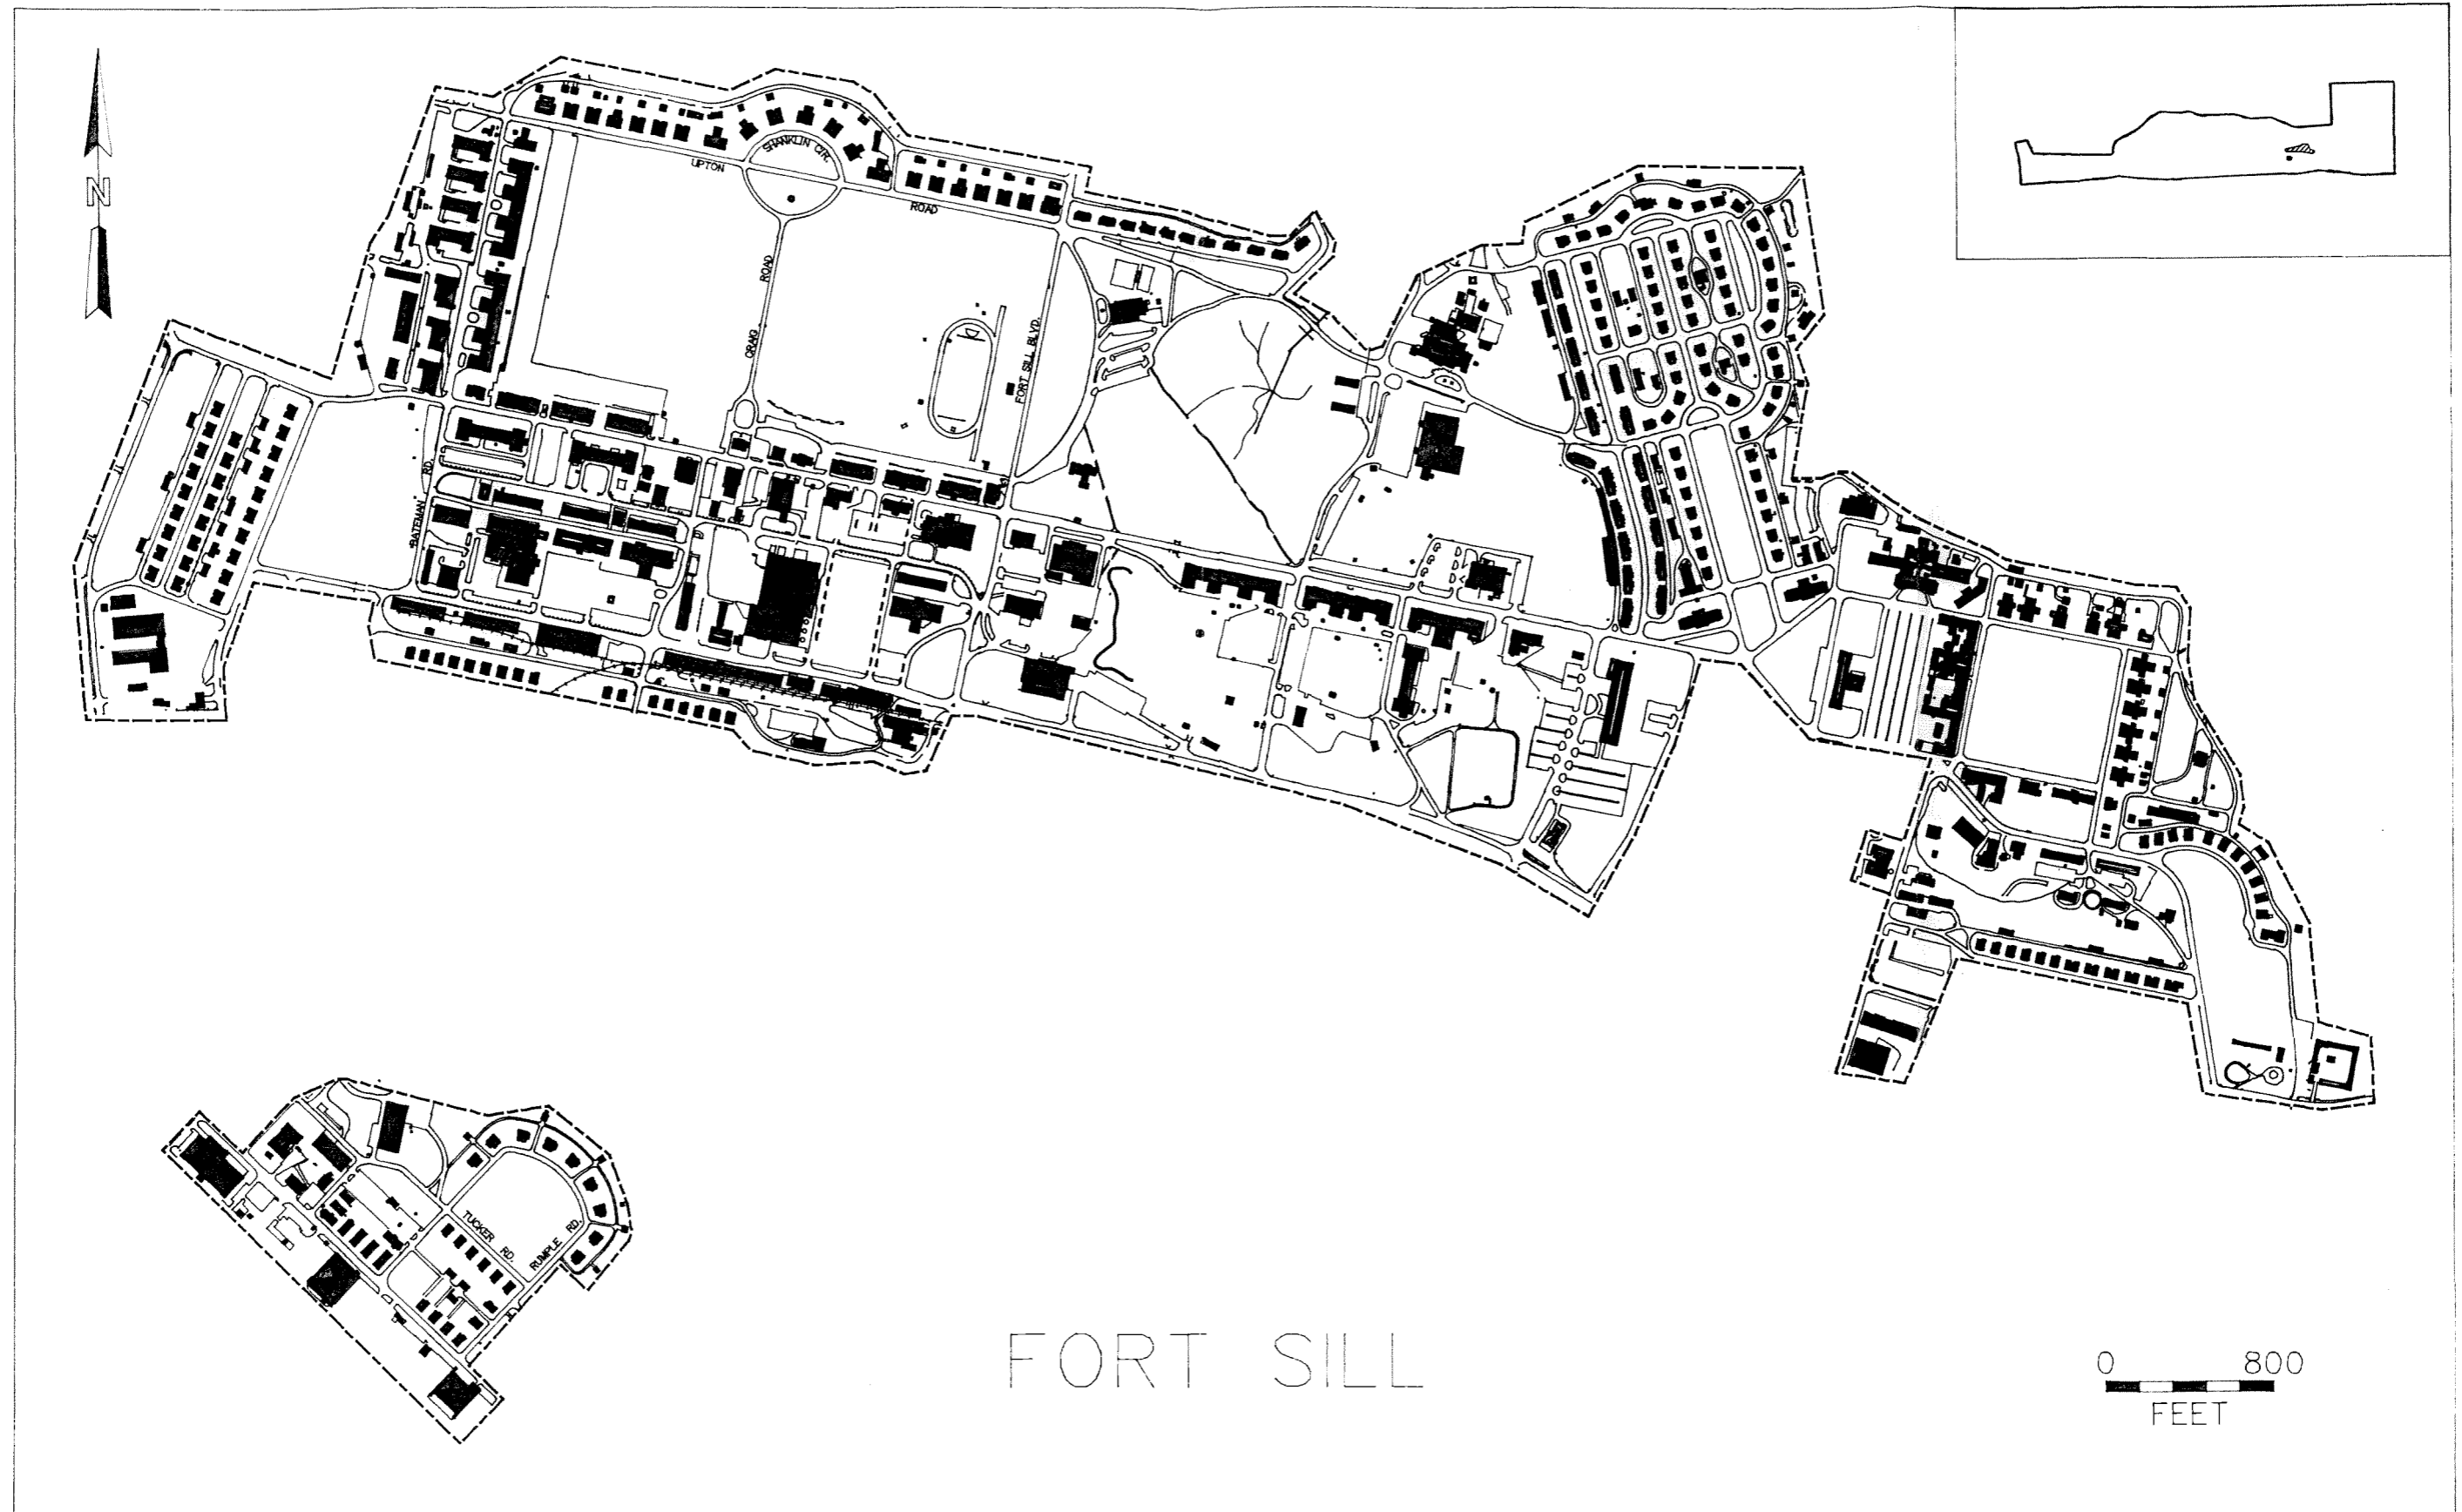 N
SHANKLIN CIR.
UPTON
ROAD
CRAIG ROAD
FORT SILL BLVD.
BATEMAN RD.
TUCKER RD.
RUMPLE RD.
FORT SILL
0 800
FEET